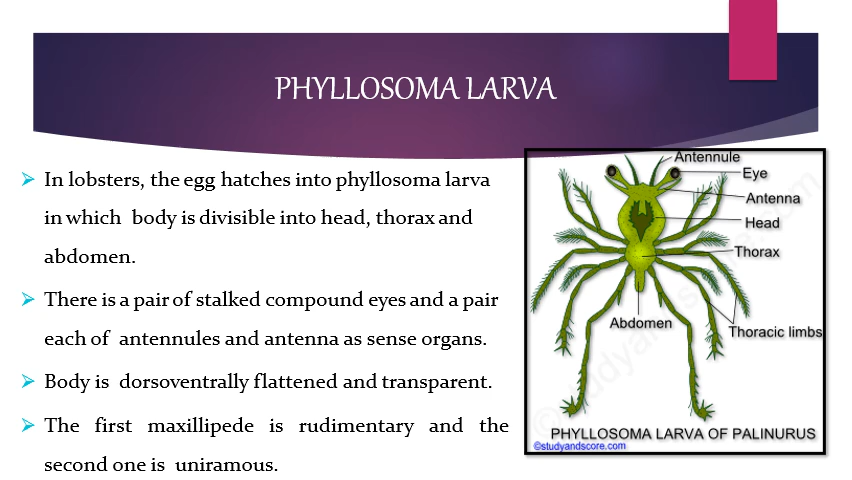 PHYLLOSOMA LARVA
➢ In lobsters, the egg hatches into phyllosoma larva
in which body is divisible into head, thorax and
abdomen.
➢ There is a pair of stalked compound eyes and a pair
each of antennules and antenna as sense organs.
➢ Body is dorsoventrally flattened and transparent.
➢ The first maxillipede is rudimentary and the
second one is uniramous.
Antennule
Eye
Antenna
Head
Thorax
Abdomen
Thoracic limbs
PHYLLOSOMA LARVA OF PALINURUS
©studyandscore.com
©studyandscore.com